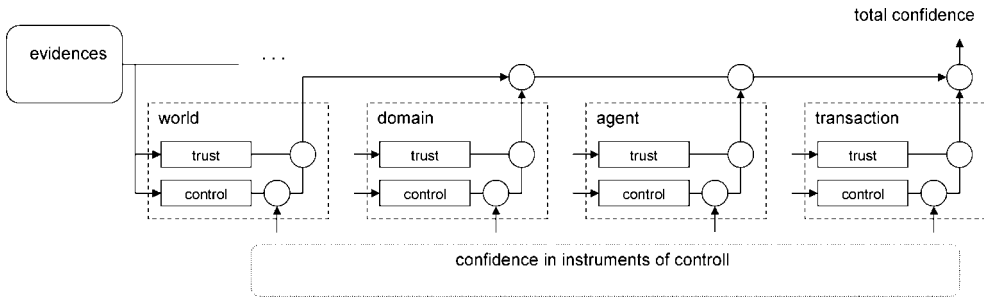 total confidence
evidences
. . .
world
domain
agent
transaction
trust
trust
trust
trust
control
control
control
control
confidence in instruments of controll